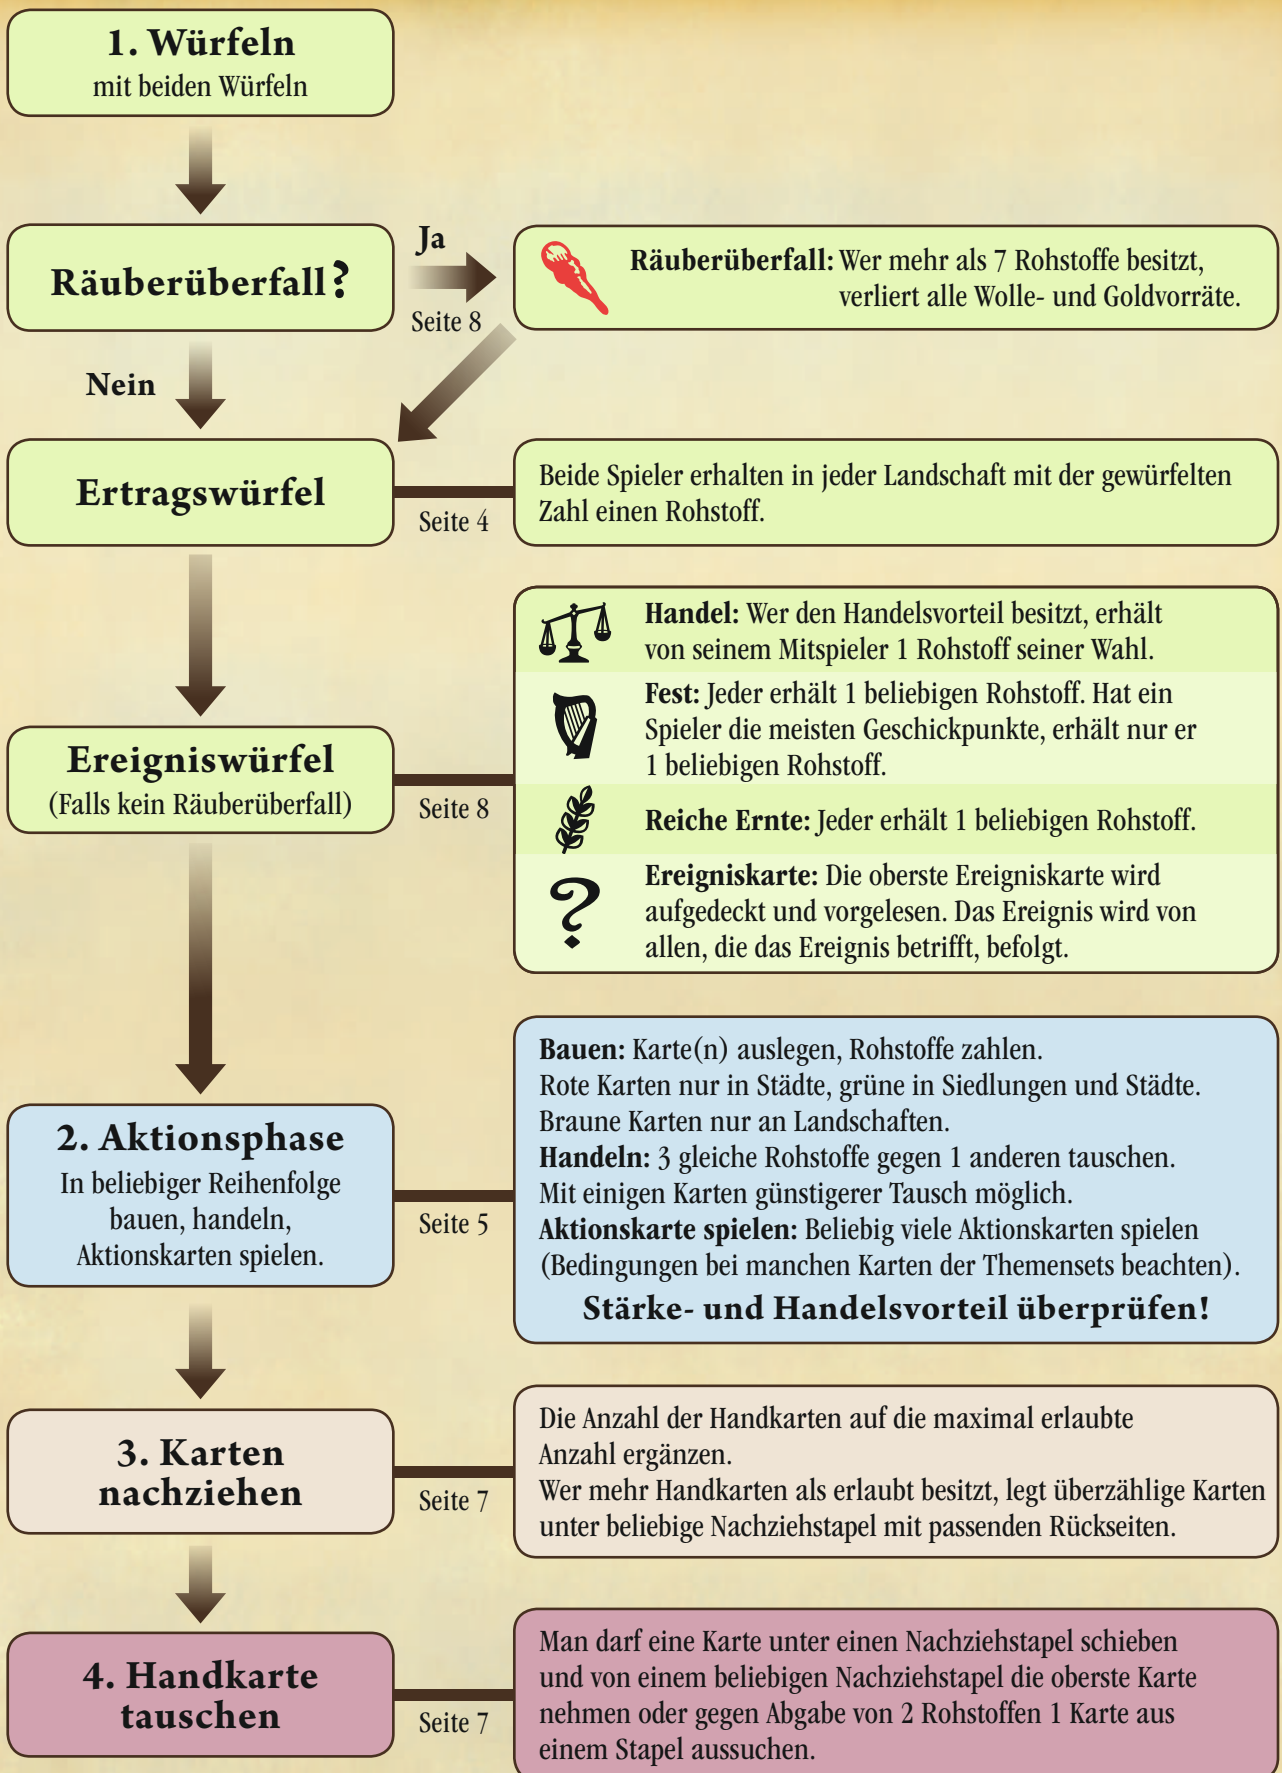 1. Würfeln
mit beiden Würfeln
Räuberüberfall?
Ja
Seite 8
Räuberüberfall: Wer mehr als 7 Rohstoffe besitzt,
verliert alle Wolle- und Goldvorräte.
Nein
Ertragswürfel
Seite 4
Beide Spieler erhalten in jeder Landschaft mit der gewürfelten
Zahl einen Rohstoff.
Ereigniswürfel
(Falls kein Räuberüberfall)
Seite 8
Handel: Wer den Handelsvorteil besitzt, erhält
von seinem Mitspieler 1 Rohstoff seiner Wahl.
Fest: Jeder erhält 1 beliebigen Rohstoff. Hat ein
Spieler die meisten Geschickpunkte, erhält nur er
1 beliebigen Rohstoff.
Reiche Ernte: Jeder erhält 1 beliebigen Rohstoff.
?
Ereigniskarte: Die oberste Ereigniskarte wird
aufgedeckt und vorgelesen. Das Ereignis wird von
allen, die das Ereignis betrifft, befolgt.
2. Aktionsphase
In beliebiger Reihenfolge
bauen, handeln,
Aktionskarten spielen.
Seite 5
Bauen: Karte(n) auslegen, Rohstoffe zahlen.
Rote Karten nur in Städte, grüne in Siedlungen und Städte.
Braune Karten nur an Landschaften.
Handeln: 3 gleiche Rohstoffe gegen 1 anderen tauschen.
Mit einigen Karten günstigerer Tausch möglich.
Aktionskarte spielen: Beliebig viele Aktionskarten spielen
(Bedingungen bei manchen Karten der Themensets beachten).
Stärke- und Handelsvorteil überprüfen!
3. Karten
nachziehen
Seite 7
Die Anzahl der Handkarten auf die maximal erlaubte
Anzahl ergänzen.
Wer mehr Handkarten als erlaubt besitzt, legt überzählige Karten
unter beliebige Nachziehstapel mit passenden Rückseiten.
4. Handkarte
tauschen
Seite 7
Man darf eine Karte unter einen Nachziehstapel schieben
und von einem beliebigen Nachziehstapel die oberste Karte
nehmen oder gegen Abgabe von 2 Rohstoffen 1 Karte aus
einem Stapel aussuchen.